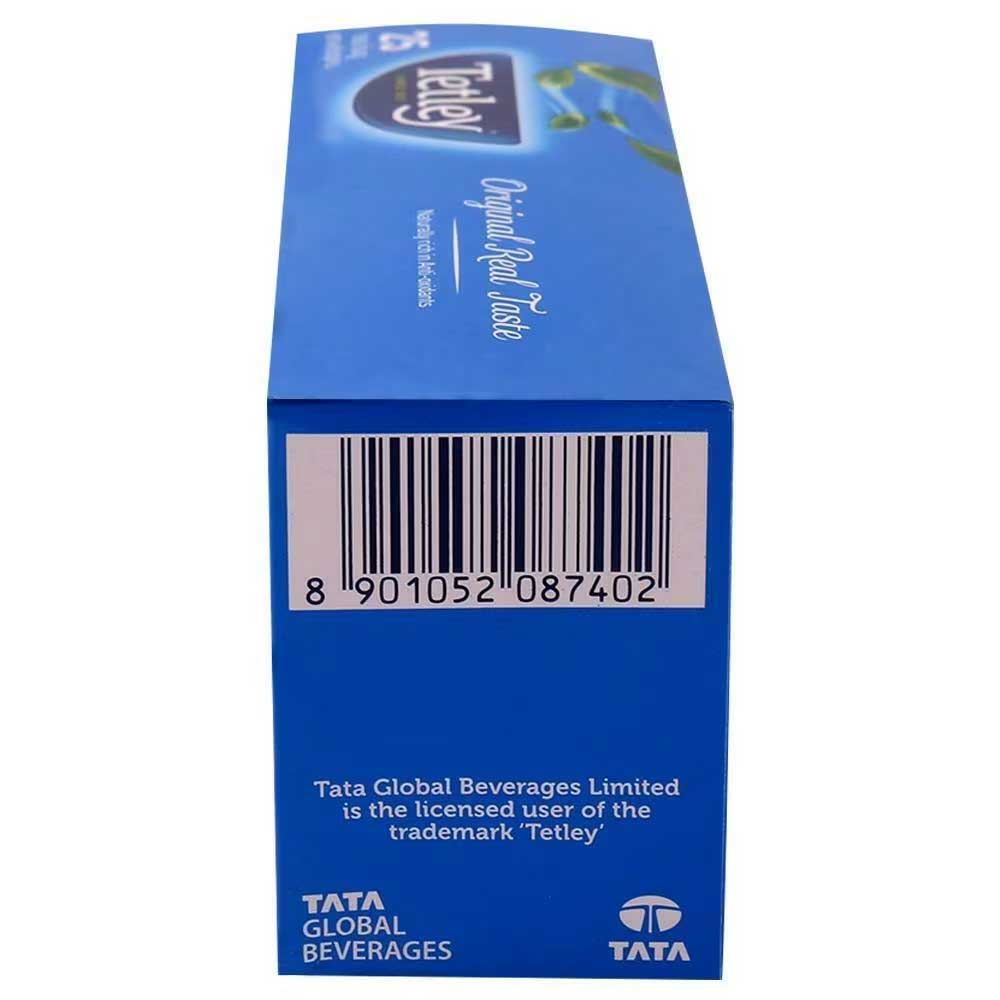 25
Tetley
Original Real Taste
Naturally rich in Anti-oxidants
8 901052 087402
Tata Global Beverages Limited
is the licensed user of the
trademark 'Tetley'
TATA
GLOBAL
BEVERAGES
TATA